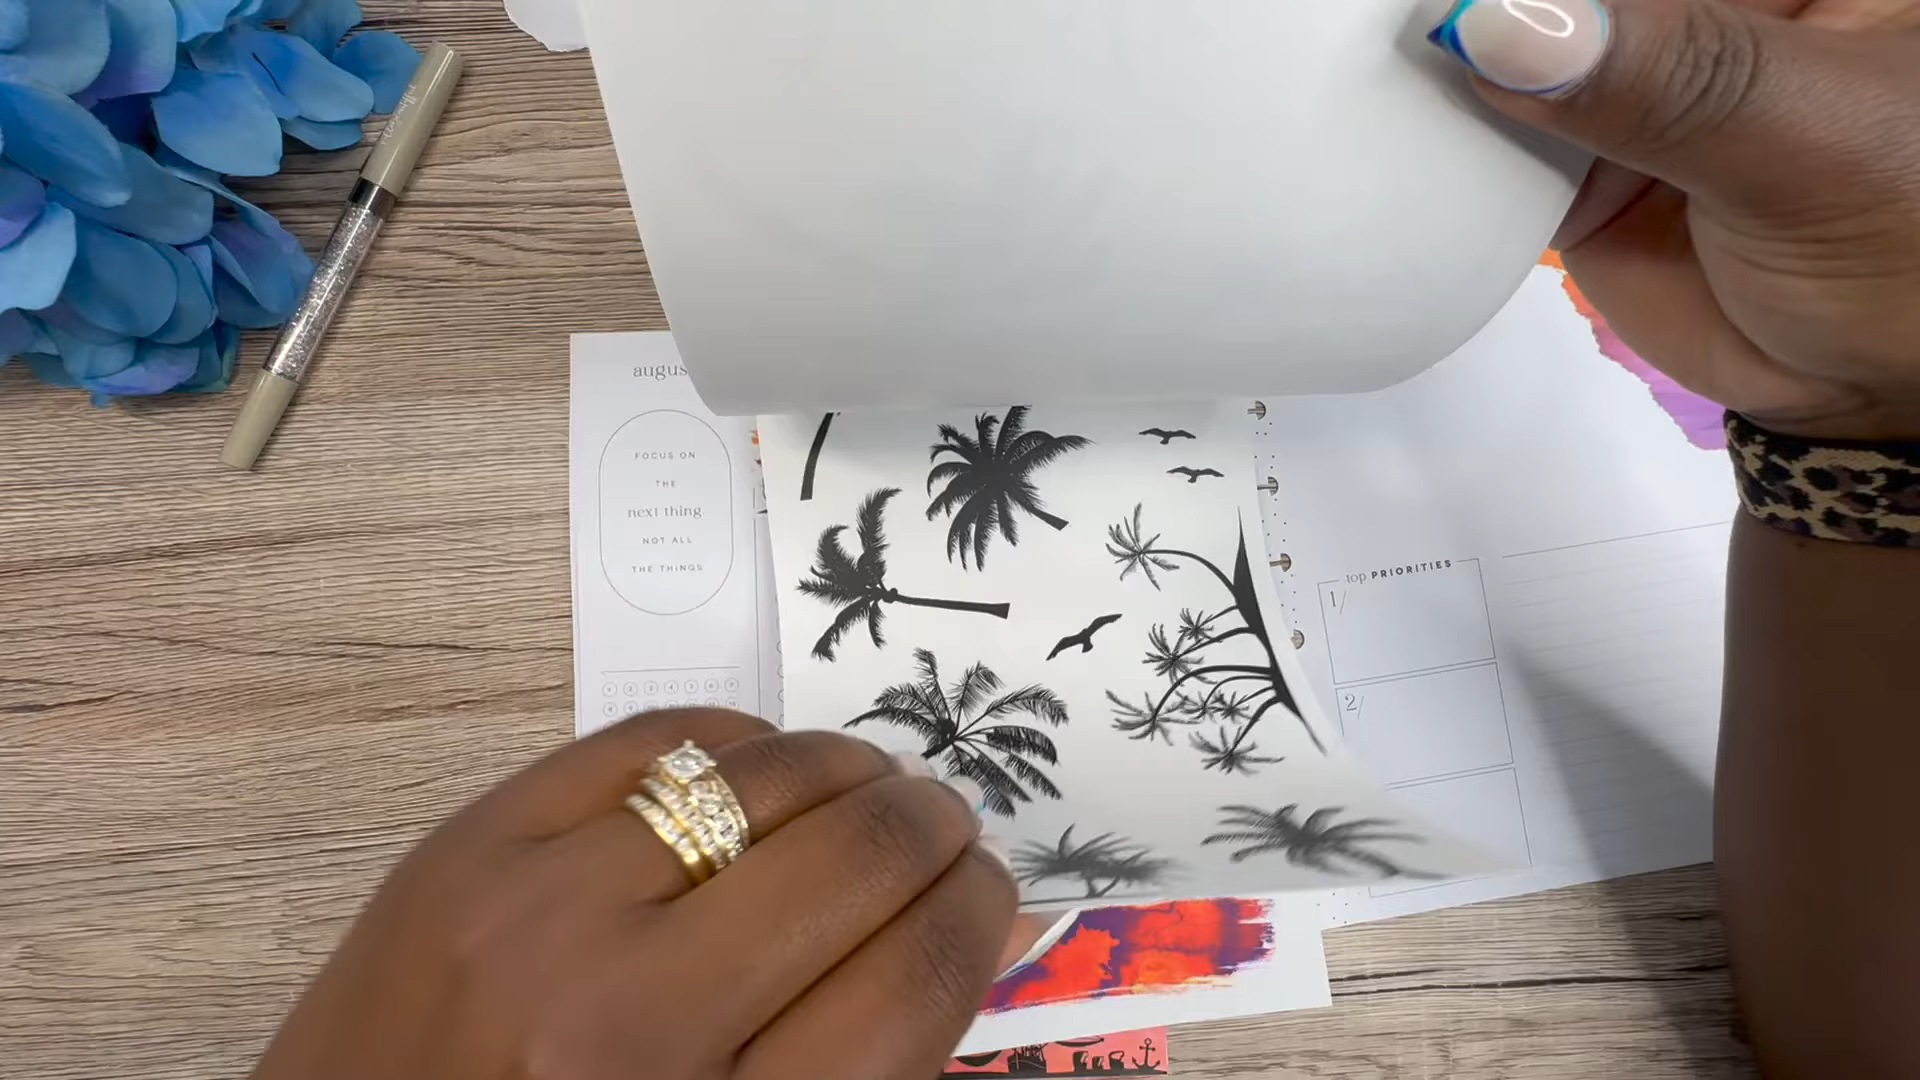 augus
FOCUS ON
THE
next thing
NOT ALL
THE THINGS
top PRIORITIES
1/
2/